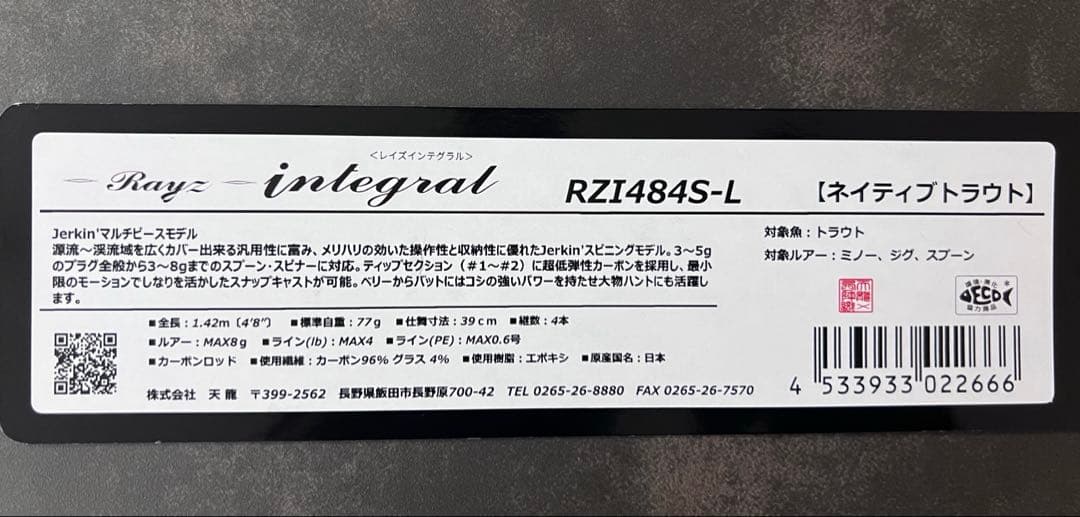 <レイズインテグラル>
Rayz integral RZI484S-L 【ネイティブトラウト】
Jerkin'マルチピースモデル
源流~渓流域を広くカバー出来る汎用性に富み、メリハリの効いた操作性と収納性に優れたJerkin'スピニングモデル。3~5g
のプラグ全般から3~8gまでのスプーン・スピナーに対応。ティップセクション(#1~#2)に超低弾性カーボンを採用し、最小
限のモーションでしなりを活かしたスナップキャストが可能。ベリーからバットにはコシの強いパワーを持たせ大物ハントにも活躍し
ます。
対象魚:トラウト
対象ルアー:ミノー、ジグ、スプーン
■全長:1.42m〔4'8"〕 ■標準自重:77g ■仕舞寸法:39cm ■継数:4本
■ルアー:MAX8g ■ライン(lb):MAX4 ■ライン(PE):MAX0.6号
■カーボンロッド ■使用繊維:カーボン96% グラス 4% ■使用樹脂:エポキシ ■原産国名:日本
株式会社 天龍 〒399-2562 長野県飯田市長野原700-42 TEL 0265-26-8880 FAX 0265-26-7570
ECO
協力商品
4 533933 022666